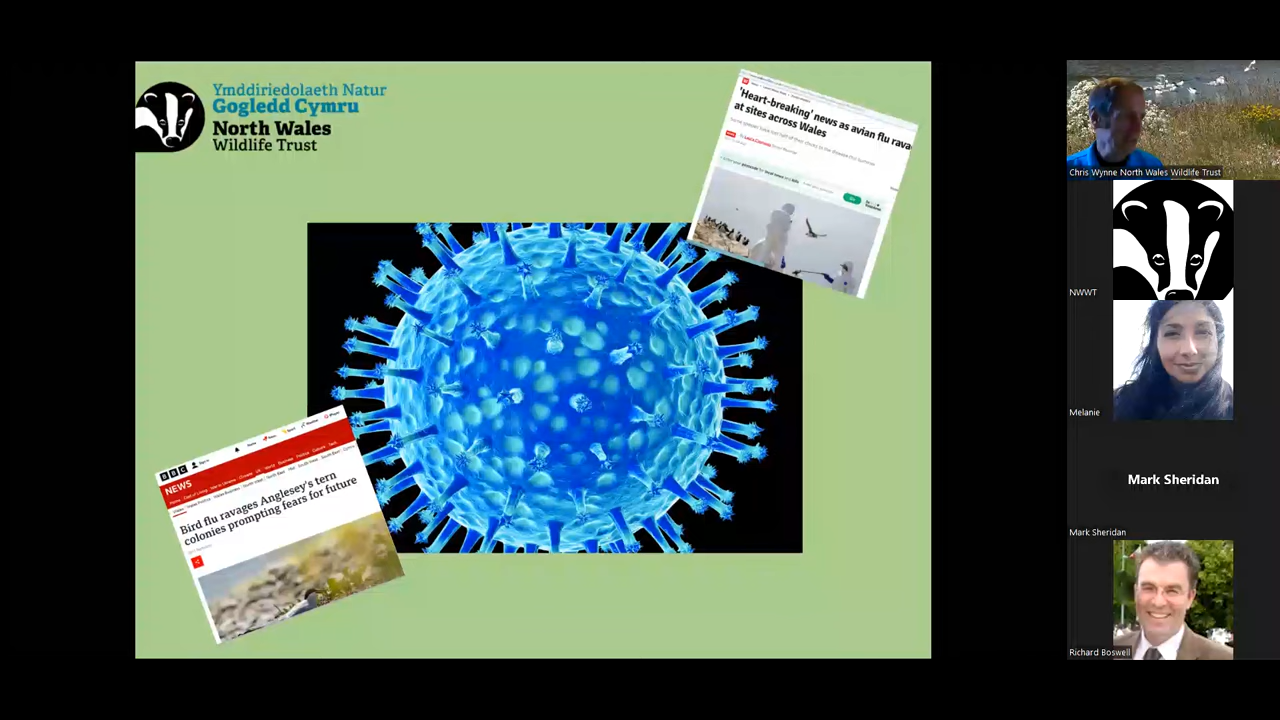 Ymddiriedolaeth Natur
Gogledd Cymru
North Wales
Wildlife Trust
'Heart-breaking' news as avian flu rava
at sites across Wales
BBC
NEWS
Bird flu ravages Anglesey's tern
colonies prompting fears for future
Chris Wynne North Wales Wildlife Trust
NWWT
Melanie
Mark Sheridan
Mark Sheridan
Richard Boswell